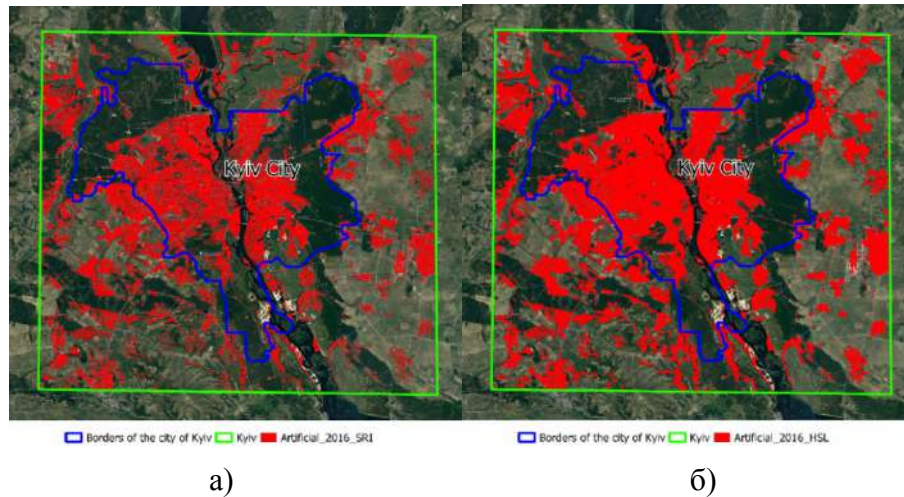 Kyiv City
Kyiv City
Borders of the city of Kyiv Kyiv Artificial_2016_SRI
Borders of the city of Kyiv Kyiv Artificial_2016_HSL
а) б)